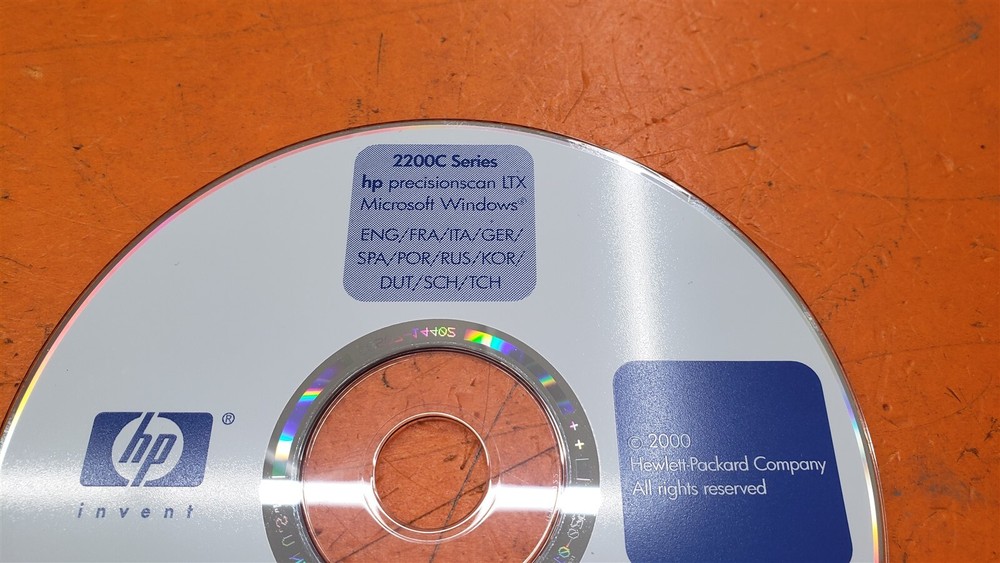 2200C Series
hp precisionscan LTX
Microsoft Windows®
ENG/FRA/ITA/GER/
SPA/POR/RUS/KOR/
DUT/SCH/TCH
hp®
invent
© 2000
Hewlett-Packard Company
All rights reserved